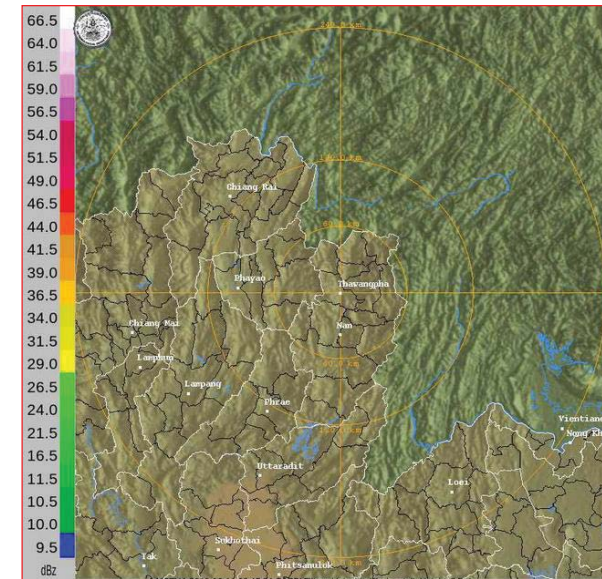 66.5
64.0
61.5
59.0
56.5
54.0
51.5
49.0
46.5
44.0
41.5
39.0
36.5
34.0
31.5
29.0
26.5
24.0
21.5
16.5
11.5
10.5
10.0
9.5
dBz
Chiang Rai
Phayao
Thawangpha
Chiang Mai
Nan
Lamphun
Lampang
Phrae
Vientiane
Nong Kh
Uttaradit
Loei
Sukhothai
Tak
Phitsanulok